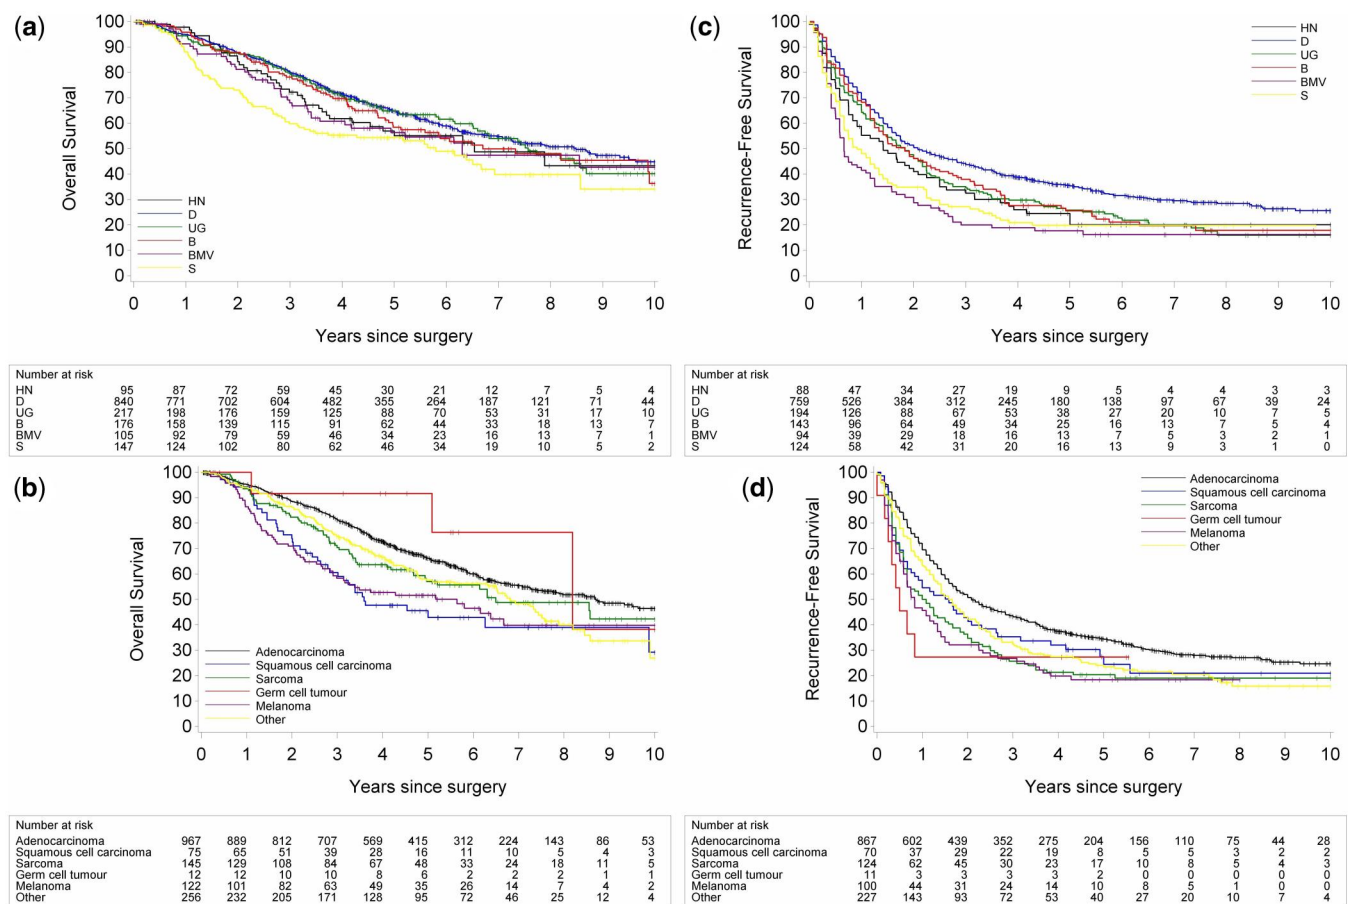 (a)
Overall Survival
100
90
80
70
60
50
40
30
20
10
0
HN
D
UG
B
BMV
S
0 1 2 3 4 5 6 7 8 9 10
Years since surgery
Number at risk
HN 95 87 72 59 45 30 21 12 7 5 4
D 840 771 702 604 482 355 264 187 121 71 44
UG 217 198 176 159 125 88 70 53 31 17 10
B 176 158 139 115 91 62 44 33 18 13 7
BMV 105 92 79 59 46 34 23 16 13 7 1
S 147 124 102 80 62 46 34 19 10 5 2
(c)
Recurrence-Free Survival
100
90
80
70
60
50
40
30
20
10
0
HN
D
UG
B
BMV
S
0 1 2 3 4 5 6 7 8 9 10
Years since surgery
Number at risk
HN 88 47 34 27 19 9 5 4 4 3 3
D 759 526 384 312 245 180 138 97 67 39 24
UG 194 126 88 67 53 38 27 20 10 7 5
B 143 96 64 49 34 25 16 13 7 5 4
BMV 94 39 29 18 16 13 7 5 3 2 1
S 124 58 42 31 20 16 13 9 3 1 0
(b)
Overall Survival
100
90
80
70
60
50
40
30
20
10
0
Adenocarcinoma
Squamous cell carcinoma
Sarcoma
Germ cell tumour
Melanoma
Other
0 1 2 3 4 5 6 7 8 9 10
Years since surgery
Number at risk
Adenocarcinoma 967 889 812 707 569 415 312 224 143 86 53
Squamous cell carcinoma 75 65 51 39 28 16 11 10 5 4 3
Sarcoma 145 129 108 84 67 48 33 24 18 11 5
Germ cell tumour 12 12 10 10 8 6 2 2 2 1 1
Melanoma 122 101 82 63 49 35 26 14 7 4 2
Other 256 232 205 171 128 95 72 46 25 12 4
(d)
Recurrence-Free Survival
100
90
80
70
60
50
40
30
20
10
0
Adenocarcinoma
Squamous cell carcinoma
Sarcoma
Germ cell tumour
Melanoma
Other
0 1 2 3 4 5 6 7 8 9 10
Years since surgery
Number at risk
Adenocarcinoma 867 602 439 352 275 204 156 110 75 44 28
Squamous cell carcinoma 70 37 29 22 19 8 5 5 3 2 2
Sarcoma 124 62 45 30 23 17 10 8 5 4 3
Germ cell tumour 11 3 3 3 3 2 0 0 0 0 0
Melanoma 100 44 31 24 14 10 8 5 1 0 0
Other 227 143 93 72 53 40 27 20 10 7 4